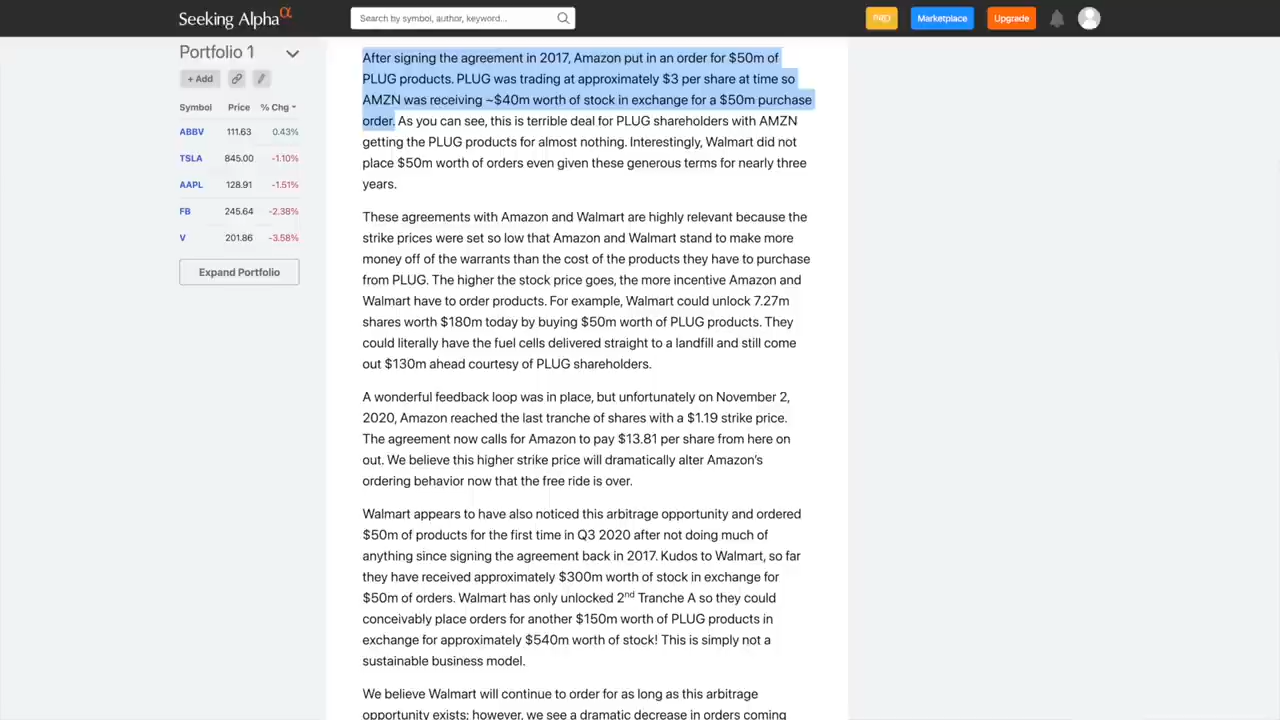 Seeking Alpha α
Search by symbol, author, keyword...
PRO
Marketplace
Upgrade
Portfolio 1
+ Add
Symbol Price % Chg
ABBV 111.63 0.43%
TSLA 845.00 -1.10%
AAPL 128.91 -1.51%
FB 245.64 -2.38%
V 201.86 -3.58%
Expand Portfolio
After signing the agreement in 2017, Amazon put in an order for $50m of
PLUG products. PLUG was trading at approximately $3 per share at time so
AMZN was receiving ~$40m worth of stock in exchange for a $50m purchase
order. As you can see, this is terrible deal for PLUG shareholders with AMZN
getting the PLUG products for almost nothing. Interestingly, Walmart did not
place $50m worth of orders even given these generous terms for nearly three
years.
These agreements with Amazon and Walmart are highly relevant because the
strike prices were set so low that Amazon and Walmart stand to make more
money off of the warrants than the cost of the products they have to purchase
from PLUG. The higher the stock price goes, the more incentive Amazon and
Walmart have to order products. For example, Walmart could unlock 7.27m
shares worth $180m today by buying $50m worth of PLUG products. They
could literally have the fuel cells delivered straight to a landfill and still come
out $130m ahead courtesy of PLUG shareholders.
A wonderful feedback loop was in place, but unfortunately on November 2,
2020, Amazon reached the last tranche of shares with a $1.19 strike price.
The agreement now calls for Amazon to pay $13.81 per share from here on
out. We believe this higher strike price will dramatically alter Amazon's
ordering behavior now that the free ride is over.
Walmart appears to have also noticed this arbitrage opportunity and ordered
$50m of products for the first time in Q3 2020 after not doing much of
anything since signing the agreement back in 2017. Kudos to Walmart, so far
they have received approximately $300m worth of stock in exchange for
$50m of orders. Walmart has only unlocked 2nd Tranche A so they could
conceivably place orders for another $150m worth of PLUG products in
exchange for approximately $540m worth of stock! This is simply not a
sustainable business model.
We believe Walmart will continue to order for as long as this arbitrage
opportunity exists; however, we see a dramatic decrease in orders coming